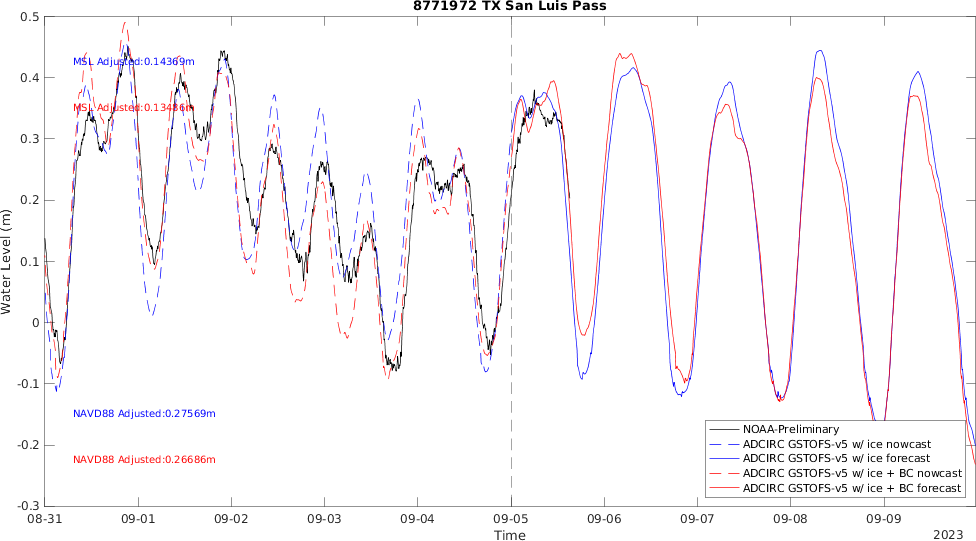 8771972 TX San Luis Pass
Water Level (m)
0.5
0.4
0.3
0.2
0.1
0
-0.1
-0.2
-0.3
MSL Adjusted:0.14369m
MSL Adjusted:0.13486m
NAVD88 Adjusted:0.27569m
NAVD88 Adjusted:0.26686m
NOAA-Preliminary
ADCIRC GSTOFS-v5 w/ ice nowcast
ADCIRC GSTOFS-v5 w/ ice forecast
ADCIRC GSTOFS-v5 w/ ice + BC nowcast
ADCIRC GSTOFS-v5 w/ ice + BC forecast
08-31 09-01 09-02 09-03 09-04 09-05 09-06 09-07 09-08 09-09
Time
2023